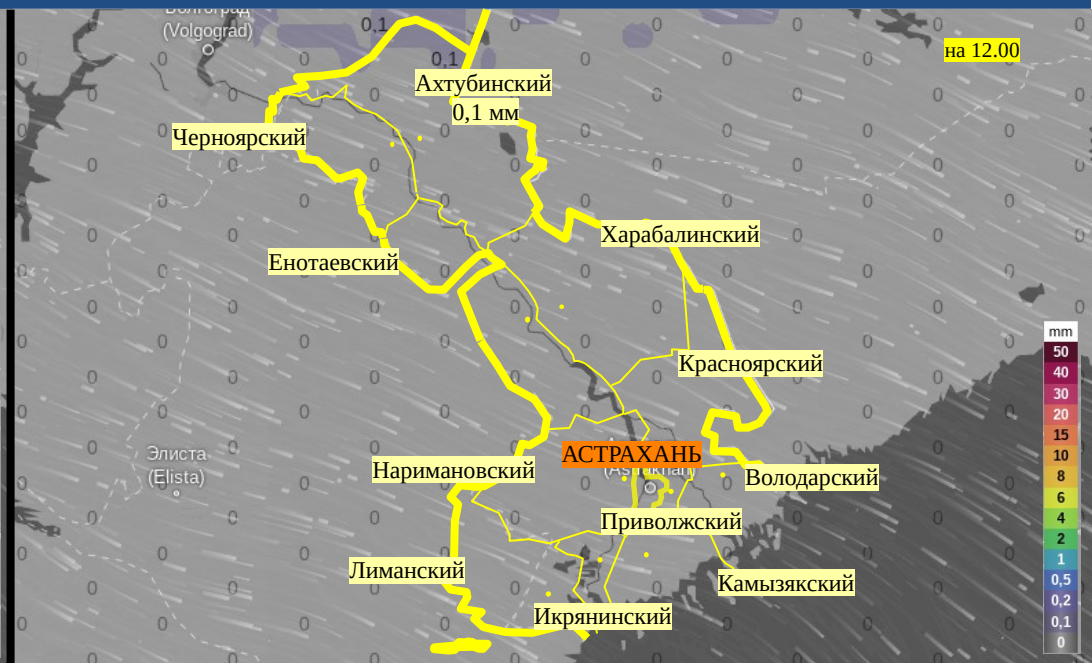 Волгоград
(Volgograd)
0,1
0,1
на 12.00
Ахтубинский
0,1 мм
Черноярский
Харабалинский
Енотаевский
Красноярский
АСТРАХАНЬ
(Astrakhan)
Элиста
(Elista)
Наримановский
Володарский
Приволжский
Лиманский
Камызякский
Икрянинский
mm
50
40
30
20
15
10
8
6
4
2
1
0,5
0,2
0,1
0